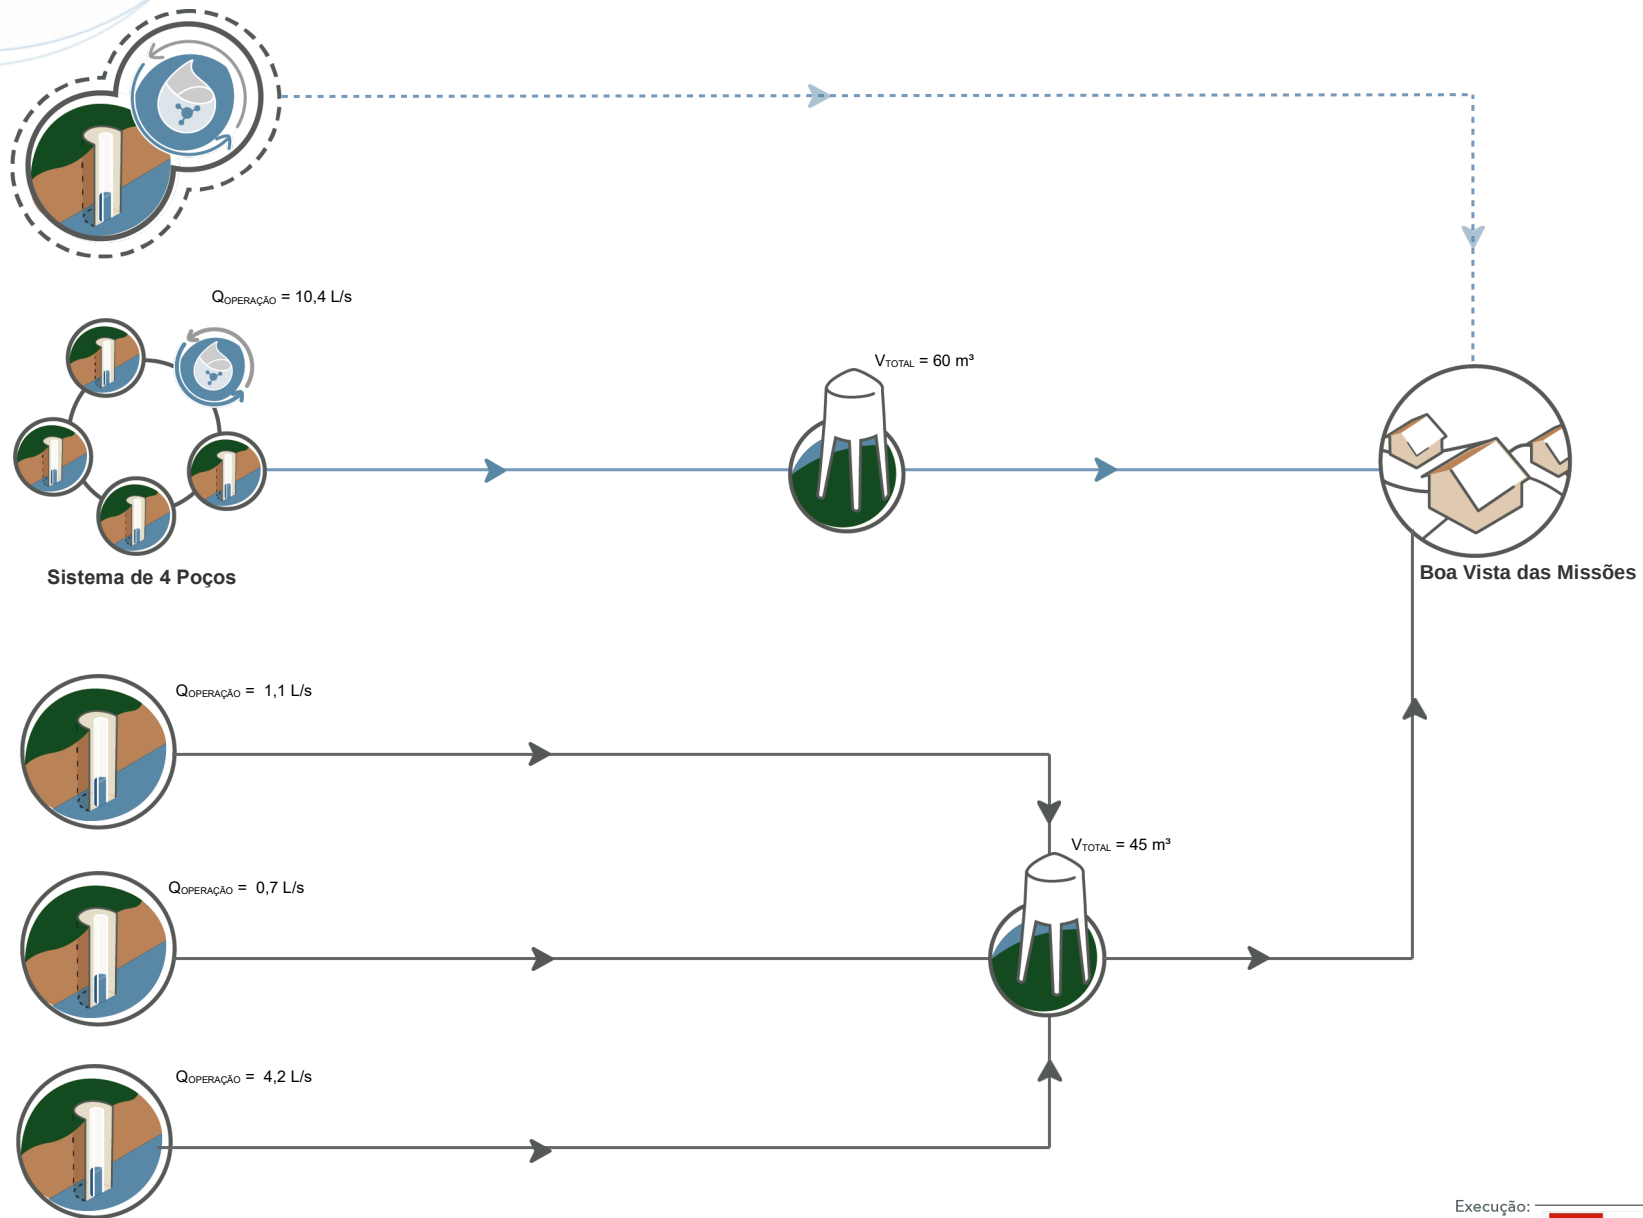 QOPERAÇÃO = 10,4 L/s
VTOTAL = 60 m³
Sistema de 4 Poços
Boa Vista das Missões
QOPERAÇÃO = 1,1 L/s
VTOTAL = 45 m³
QOPERAÇÃO = 0,7 L/s
QOPERAÇÃO = 4,2 L/s
Execução: